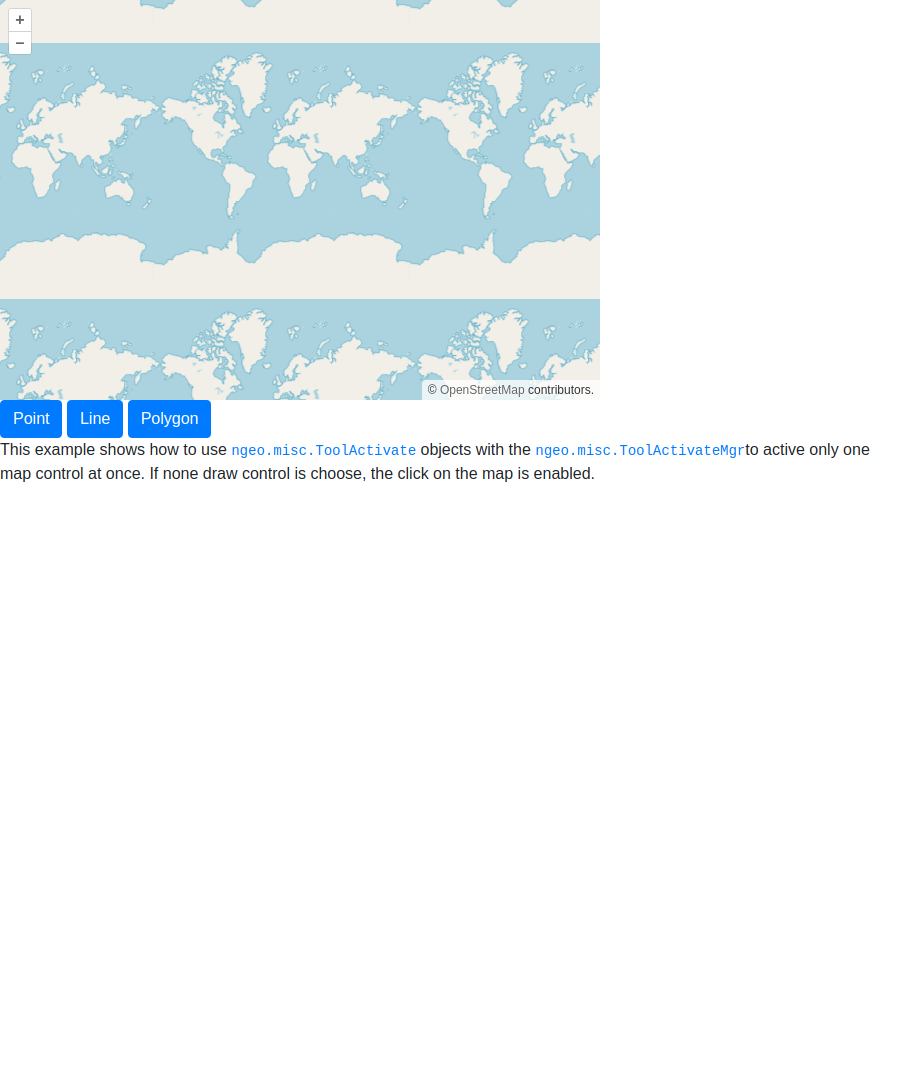 +
−
© OpenStreetMap contributors.
Point Line Polygon
This example shows how to use ngeo.misc.ToolActivate objects with the ngeo.misc.ToolActivateMgrto active only one
map control at once. If none draw control is choose, the click on the map is enabled.